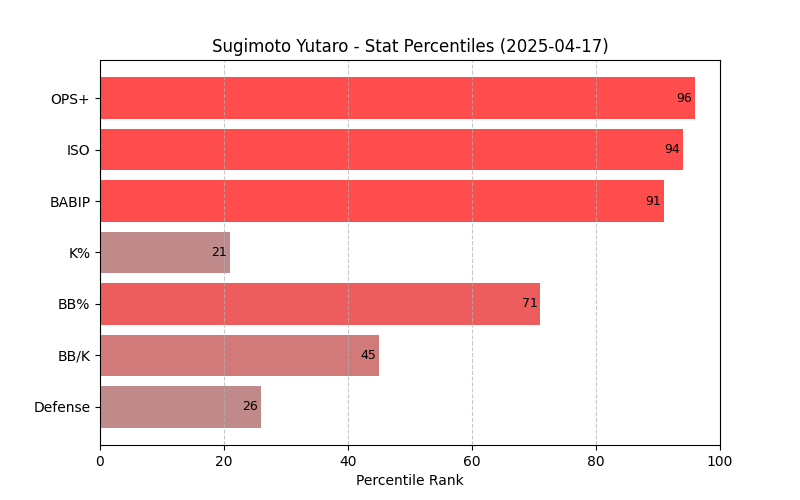 Sugimoto Yutaro - Stat Percentiles (2025-04-17)
OPS+ 96
ISO 94
BABIP 91
K% 21
BB% 71
BB/K 45
Defense 26
0 20 40 60 80 100
Percentile Rank